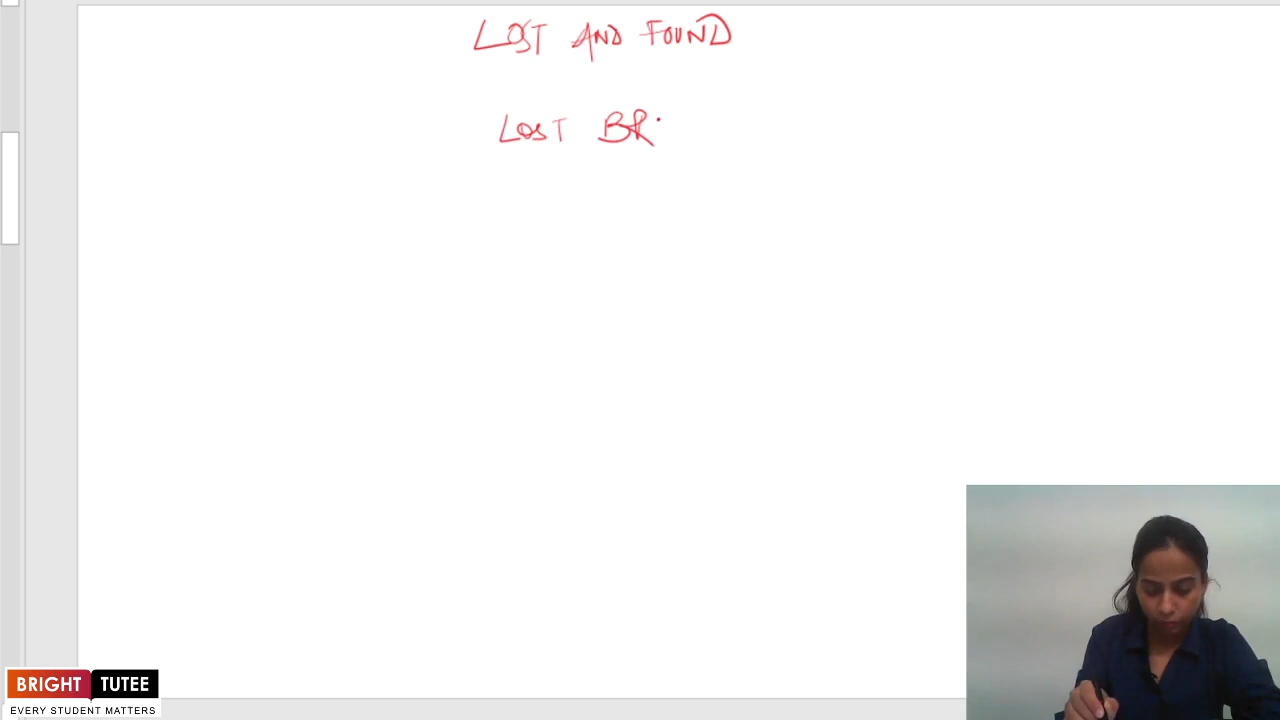 LOST AND FOUND
LOST BR
BRIGHT TUTEE
EVERY STUDENT MATTERS